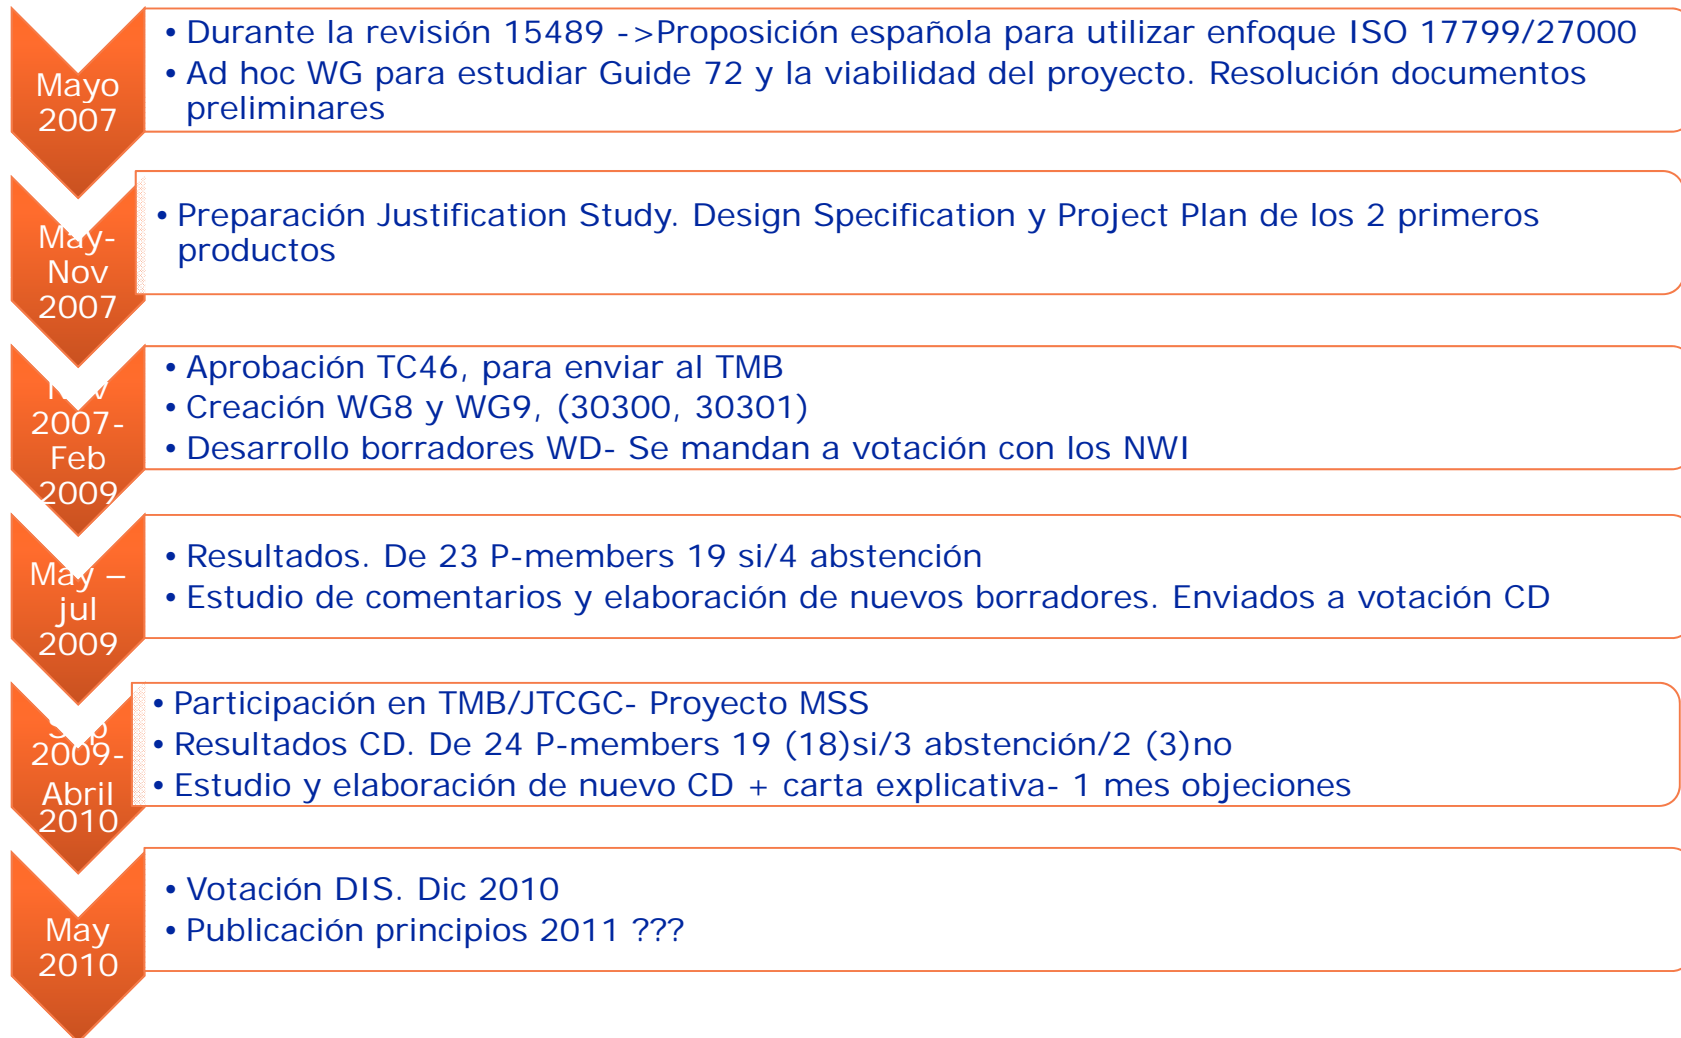 Mayo
2007
• Durante la revisión 15489 ->Proposición española para utilizar enfoque ISO 17799/27000
• Ad hoc WG para estudiar Guide 72 y la viabilidad del proyecto. Resolución documentos
preliminares
May-
Nov
2007
• Preparación Justification Study. Design Specification y Project Plan de los 2 primeros
productos
Nov
2007-
Feb
2009
• Aprobación TC46, para enviar al TMB
• Creación WG8 y WG9, (30300, 30301)
• Desarrollo borradores WD- Se mandan a votación con los NWI
May –
jul
2009
• Resultados. De 23 P-members 19 si/4 abstención
• Estudio de comentarios y elaboración de nuevos borradores. Enviados a votación CD
Sep
2009-
Abril
2010
• Participación en TMB/JTCGC- Proyecto MSS
• Resultados CD. De 24 P-members 19 (18)si/3 abstención/2 (3)no
• Estudio y elaboración de nuevo CD + carta explicativa- 1 mes objeciones
May
2010
• Votación DIS. Dic 2010
• Publicación principios 2011 ???